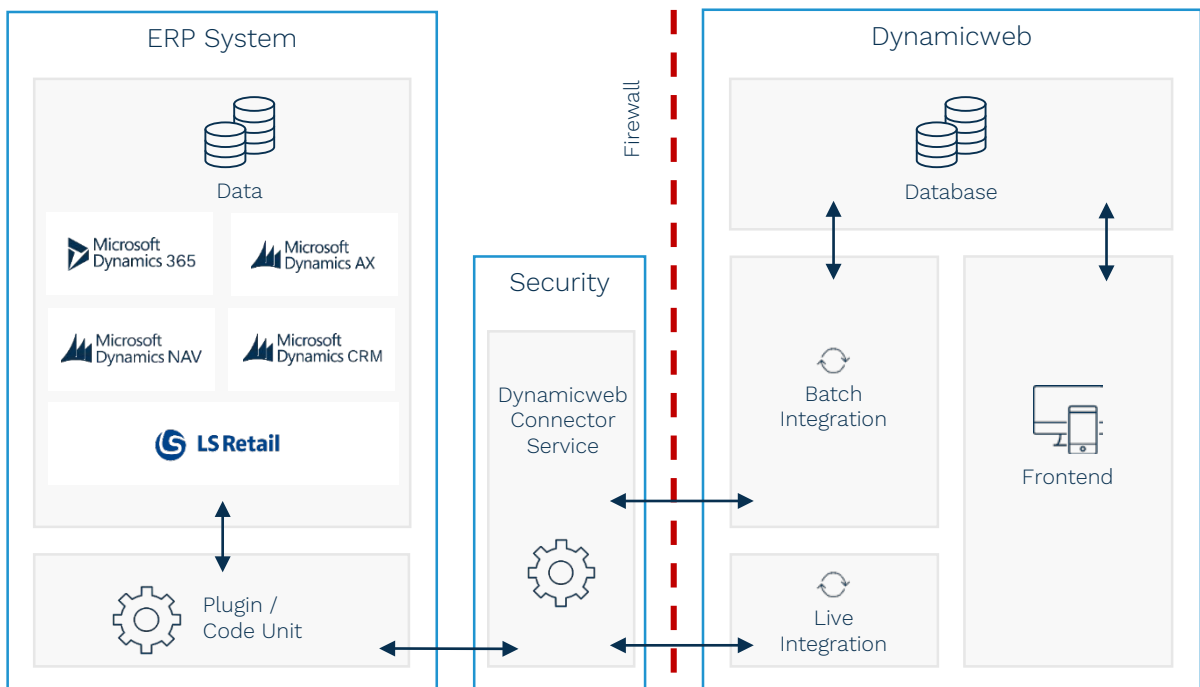 ERP System
Data
Microsoft
Dynamics 365
Microsoft
Dynamics AX
Microsoft
Dynamics NAV
Microsoft
Dynamics CRM
LS Retail
Plugin /
Code Unit
Security
Dynamicweb
Connector
Service
Firewall
Dynamicweb
Database
Batch
Integration
Frontend
Live
Integration